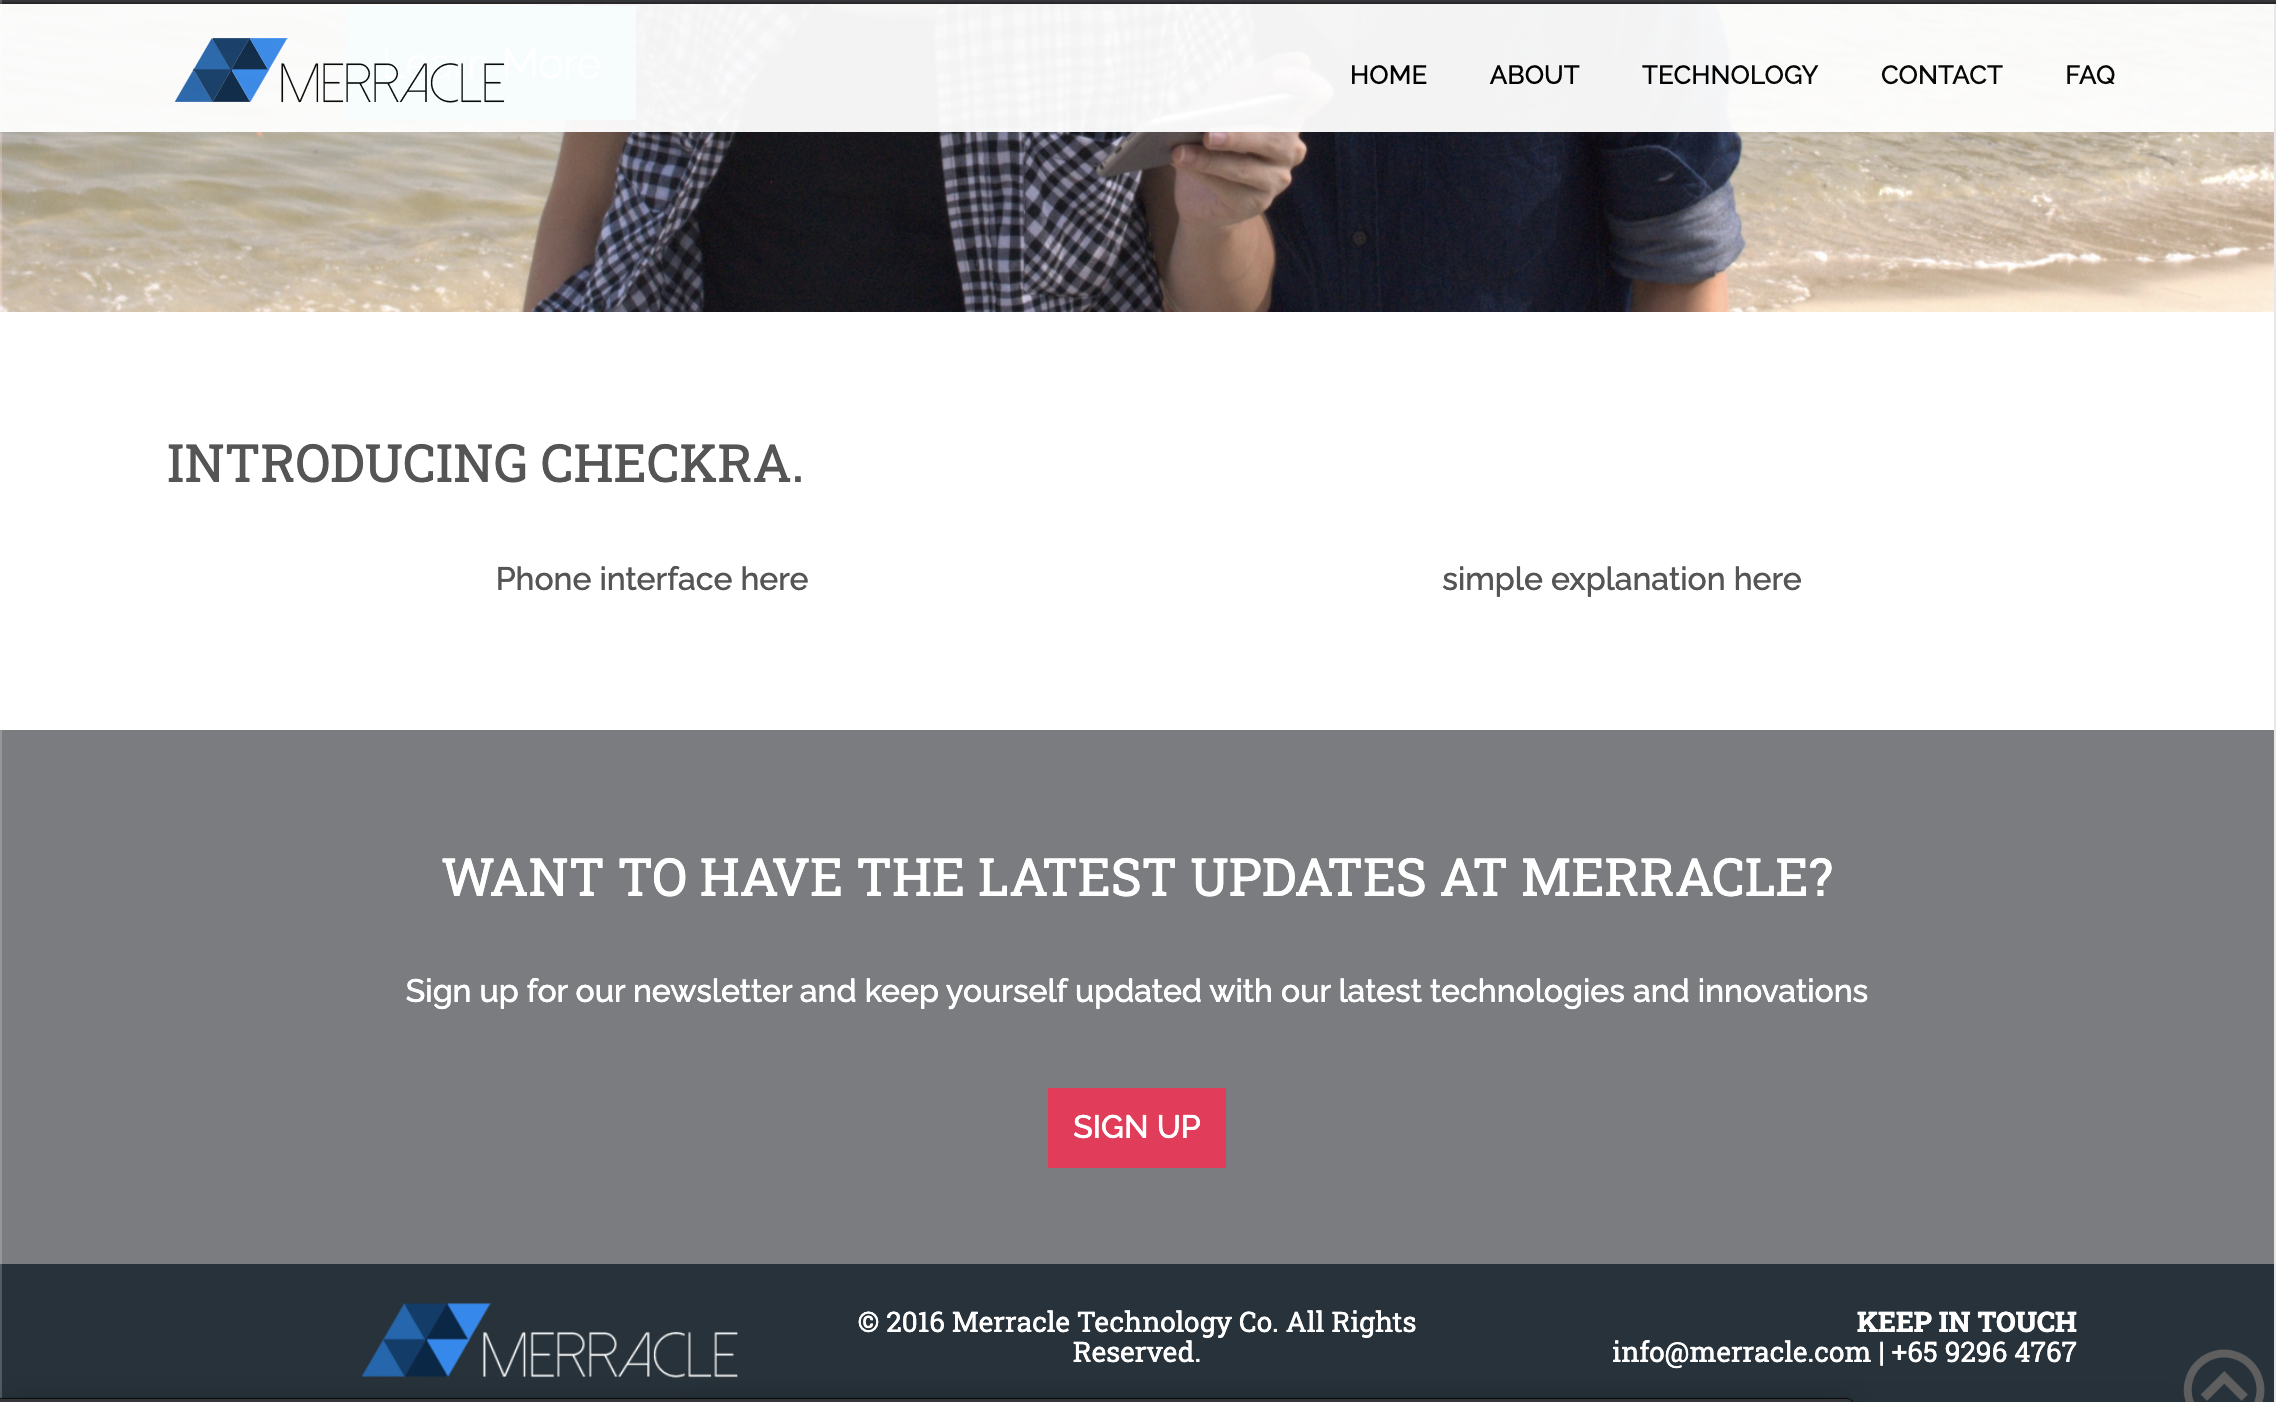 MERRACLE
More
HOME ABOUT TECHNOLOGY CONTACT FAQ
INTRODUCING CHECKRA.
Phone interface here
simple explanation here
WANT TO HAVE THE LATEST UPDATES AT MERRACLE?
Sign up for our newsletter and keep yourself updated with our latest technologies and innovations
SIGN UP
MERRACLE
© 2016 Merracle Technology Co. All Rights
Reserved.
KEEP IN TOUCH
info@merracle.com | +65 9296 4767